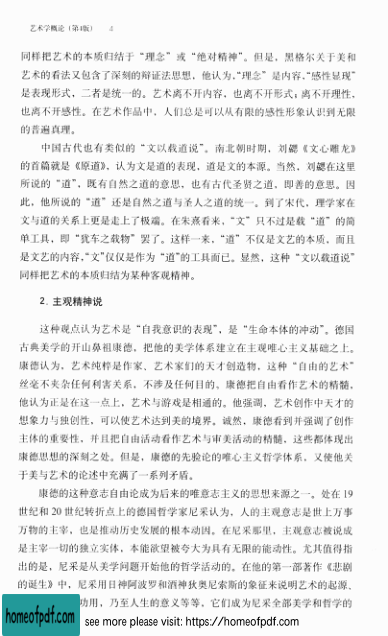 艺术学概论（第4版） 4
同样把艺术的本质归结于“理念”或“绝对精神”。但是，黑格尔关于美和
艺术的看法又包含了深刻的辩证法思想，他认为，“理念”是内容，“感性显现”
是表现形式，二者是统一的。艺术离不开内容，也离不开形式；离不开理性，
也离不开感性。在艺术作品中，人们总是可以从有限的感性形象认识到无限
的普遍真理。
中国古代也有类似的“文以载道说”。南北朝时期，刘勰《文心雕龙》
的首篇就是《原道》，认为文是道的表现，道是文的本源。当然，刘勰在这里
所说的“道”，既有自然之道的意思，也有古代圣贤之道，即善的意思。因
此，他所说的“道”还是自然之道与圣人之道的统一。到了宋代，理学家在
文与道的关系上更是走上了极端。在朱熹看来，“文”只不过是载“道”的简
单工具，即“犹车之载物”罢了。这样一来，“道”不仅是文艺的本质，而且
是文艺的内容，“文”仅仅是作为“道”的工具而已。显然，这种“文以载道说”
同样把艺术的本质归结为某种客观精神。
2. 主观精神说
这种观点认为艺术是“自我意识的表现”，是“生命本体的冲动”。德国
古典美学的开山鼻祖康德，把他的美学体系建立在主观唯心主义基础之上。
康德认为，艺术纯粹是作家、艺术家们的天才创造物，这种“自由的艺术”
丝毫不夹杂任何利害关系，不涉及任何目的。康德把自由看作艺术的精髓，
他认为正是在这一点上，艺术与游戏是相通的。他强调，艺术创作中天才的
想象力与独创性，可以使艺术达到美的境界。诚然，康德看到并强调了创作
主体的重要性，并且把自由活动看作艺术与审美活动的精髓，这些都体现出
康德思想的深刻之处。但是，康德的先验论的唯心主义哲学体系，又使他关
于美与艺术的论述中充满了一系列矛盾。
康德的这种意志自由论成为后来的唯意志主义的思想来源之一。处在 19
世纪和 20 世纪转折点上的德国哲学家尼采认为，人的主观意志是世上万事
万物的主宰，也是推动历史发展的根本动因。在尼采那里，主观意志被说成
是主宰一切的独立实体，本能欲望被夸大为具有无限的能动性。尤其值得指
出的是，尼采是从美学问题开始他的哲学活动的。在他的第一部著作《悲剧
的诞生》中，尼采用日神阿波罗和酒神狄奥尼索斯的象征来说明艺术的起源、
功用，乃至人生的意义等等，它们成为尼采全部美学和哲学的
homeofpdf.com
see more please visit: https://homeofpdf.com